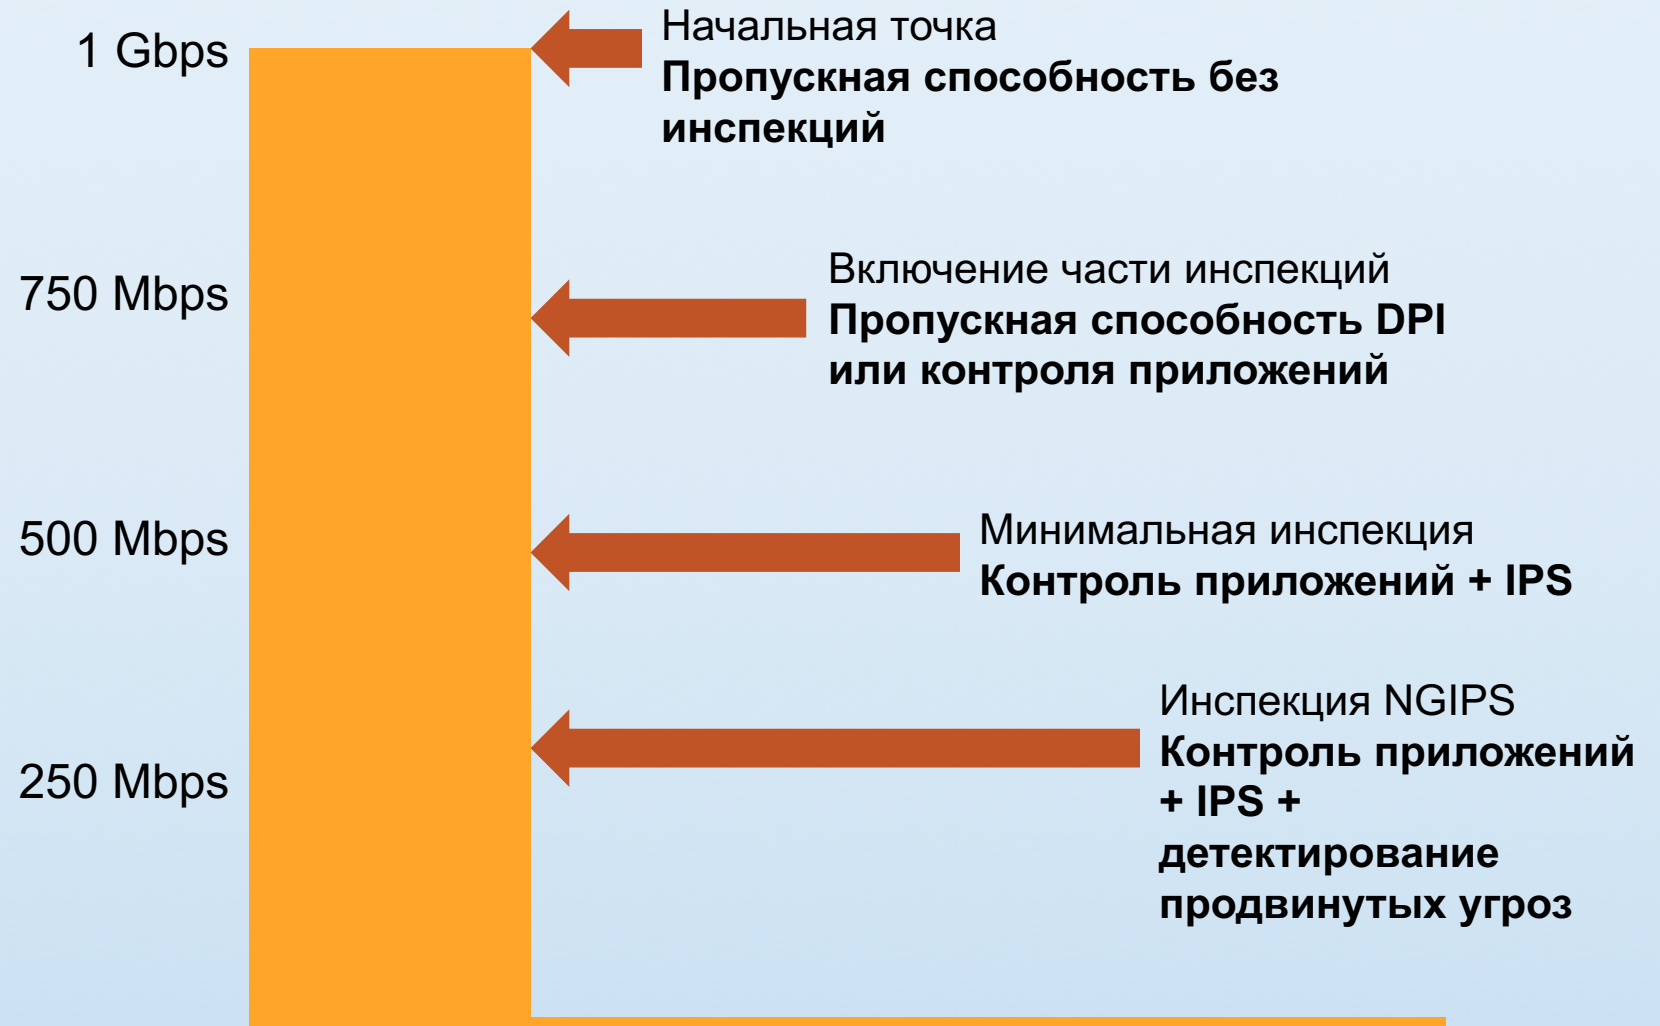 1 Gbps
Начальная точка
Пропускная способность без
инспекций
750 Mbps
Включение части инспекций
Пропускная способность DPI
или контроля приложений
500 Mbps
Минимальная инспекция
Контроль приложений + IPS
250 Mbps
Инспекция NGIPS
Контроль приложений
+ IPS +
детектирование
продвинутых угроз